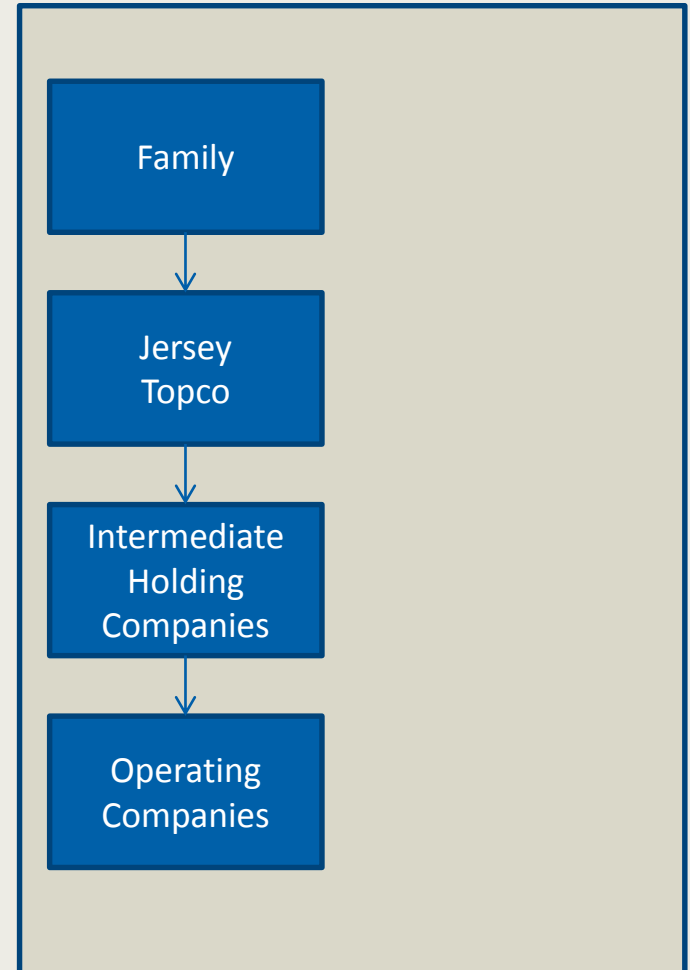 Family
Jersey
Topco
Intermediate
Holding
Companies
Operating
Companies